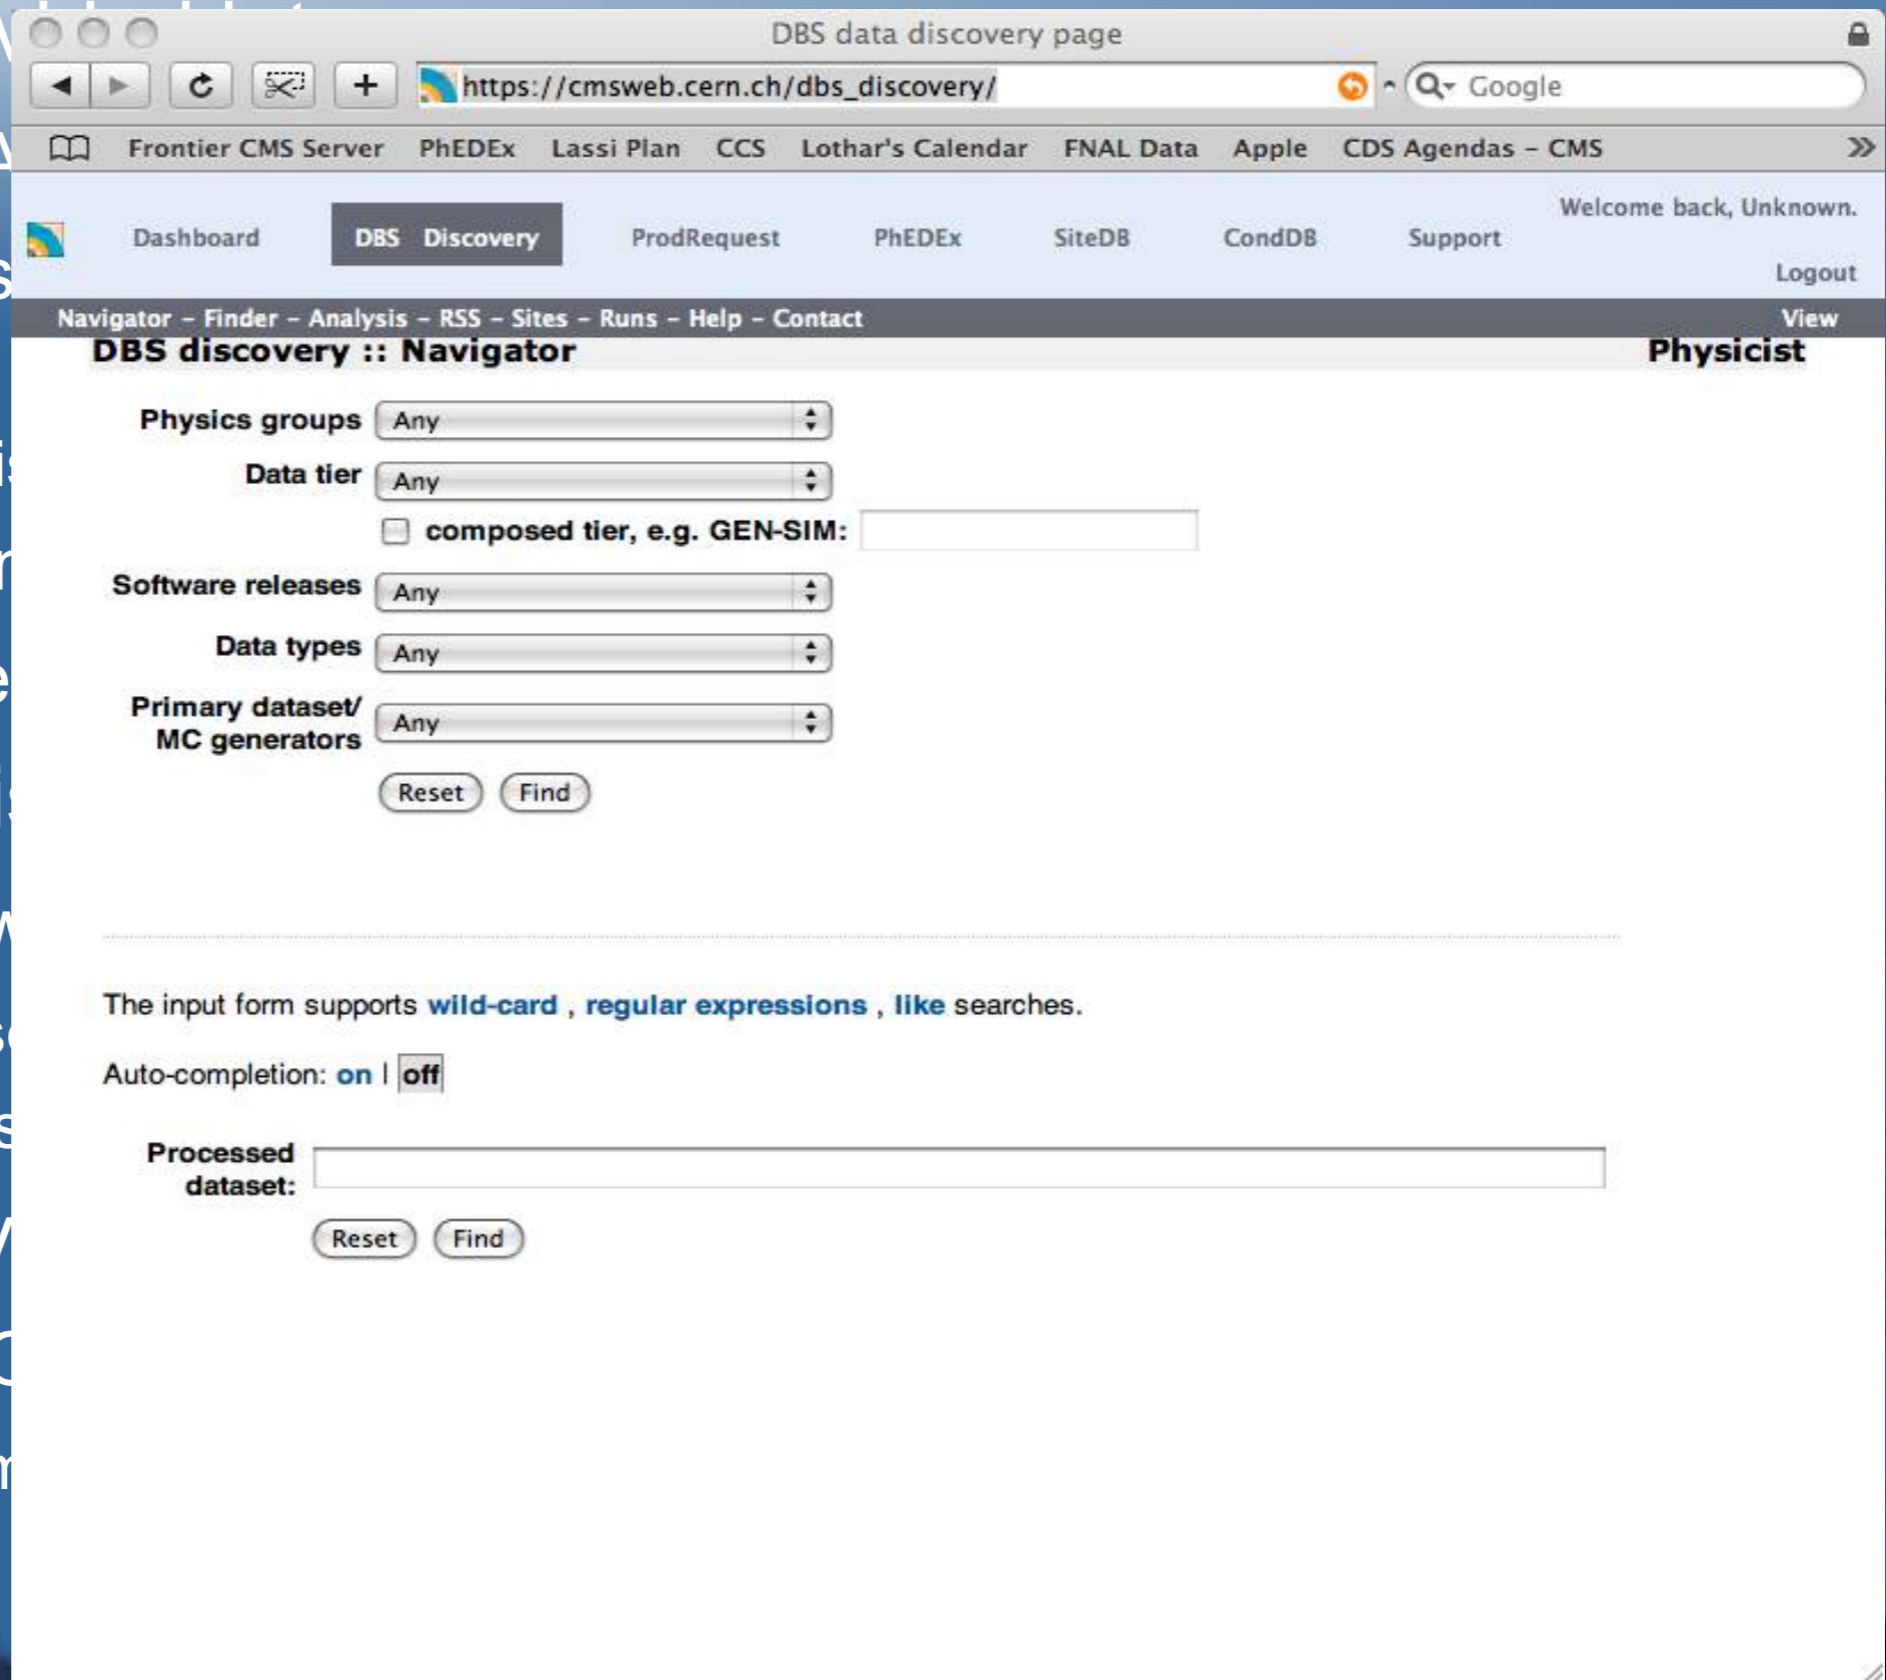 DBS data discovery page
https://cmsweb.cern.ch/dbs_discovery/
Google
Frontier CMS Server PhEDEx Lassi Plan CCS Lothar's Calendar FNAL Data Apple CDS Agendas – CMS
Welcome back, Unknown.
Dashboard DBS Discovery ProdRequest PhEDEx SiteDB CondDB Support
Logout
Navigator – Finder – Analysis – RSS – Sites – Runs – Help – Contact View
DBS discovery :: Navigator Physicist
Physics groups Any
Data tier Any
composed tier, e.g. GEN-SIM:
Software releases Any
Data types Any
Primary dataset/
MC generators Any
Reset Find
The input form supports wild-card , regular expressions , like searches.
Auto-completion: on | off
Processed
dataset:
Reset Find